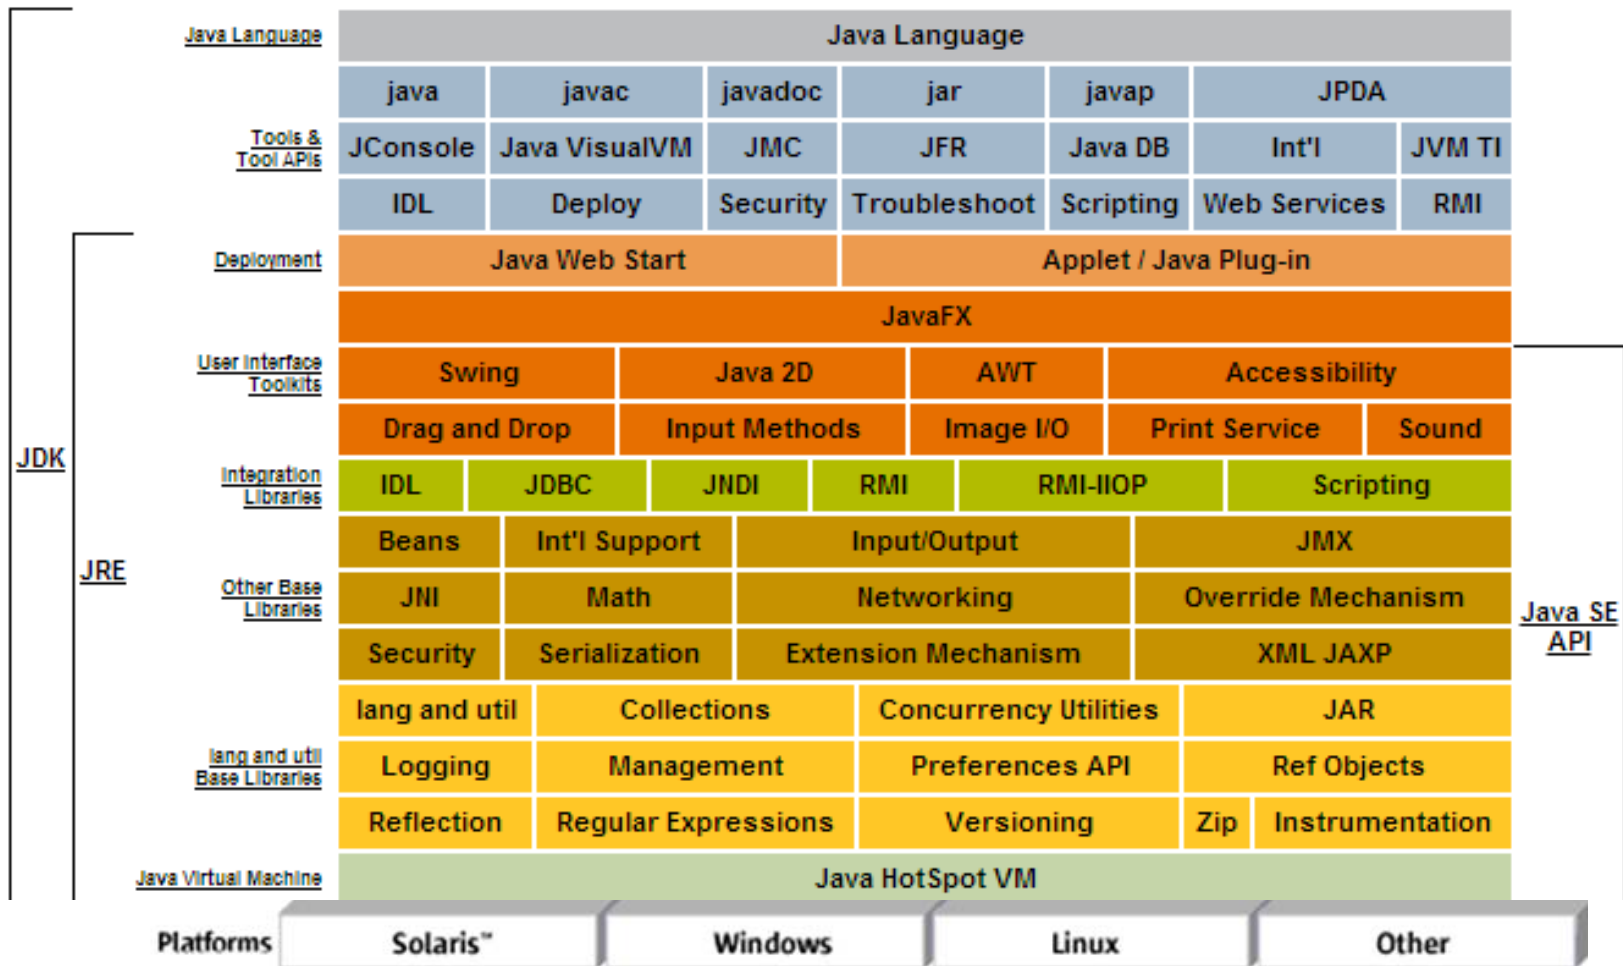 Java Language Java Language
java javac javadoc jar javap JPDA
Tools &
Tool APIs
JConsole Java VisualVM JMC JFR Java DB Int'l JVM TI
IDL Deploy Security Troubleshoot Scripting Web Services RMI
Deployment Java Web Start Applet / Java Plug-in
JavaFX
User Interface
Toolkits
Swing Java 2D AWT Accessibility
Drag and Drop Input Methods Image I/O Print Service Sound
JDK
Integration
Libraries
IDL JDBC JNDI RMI RMI-IIOP Scripting
Beans Int'l Support Input/Output JMX
JRE
Other Base
Libraries
JNI Math Networking Override Mechanism
Java SE
API
Security Serialization Extension Mechanism XML JAXP
lang and util Collections Concurrency Utilities JAR
lang and util
Base Libraries
Logging Management Preferences API Ref Objects
Reflection Regular Expressions Versioning Zip Instrumentation
Java Virtual Machine Java HotSpot VM
Platforms Solaris™ Windows Linux Other